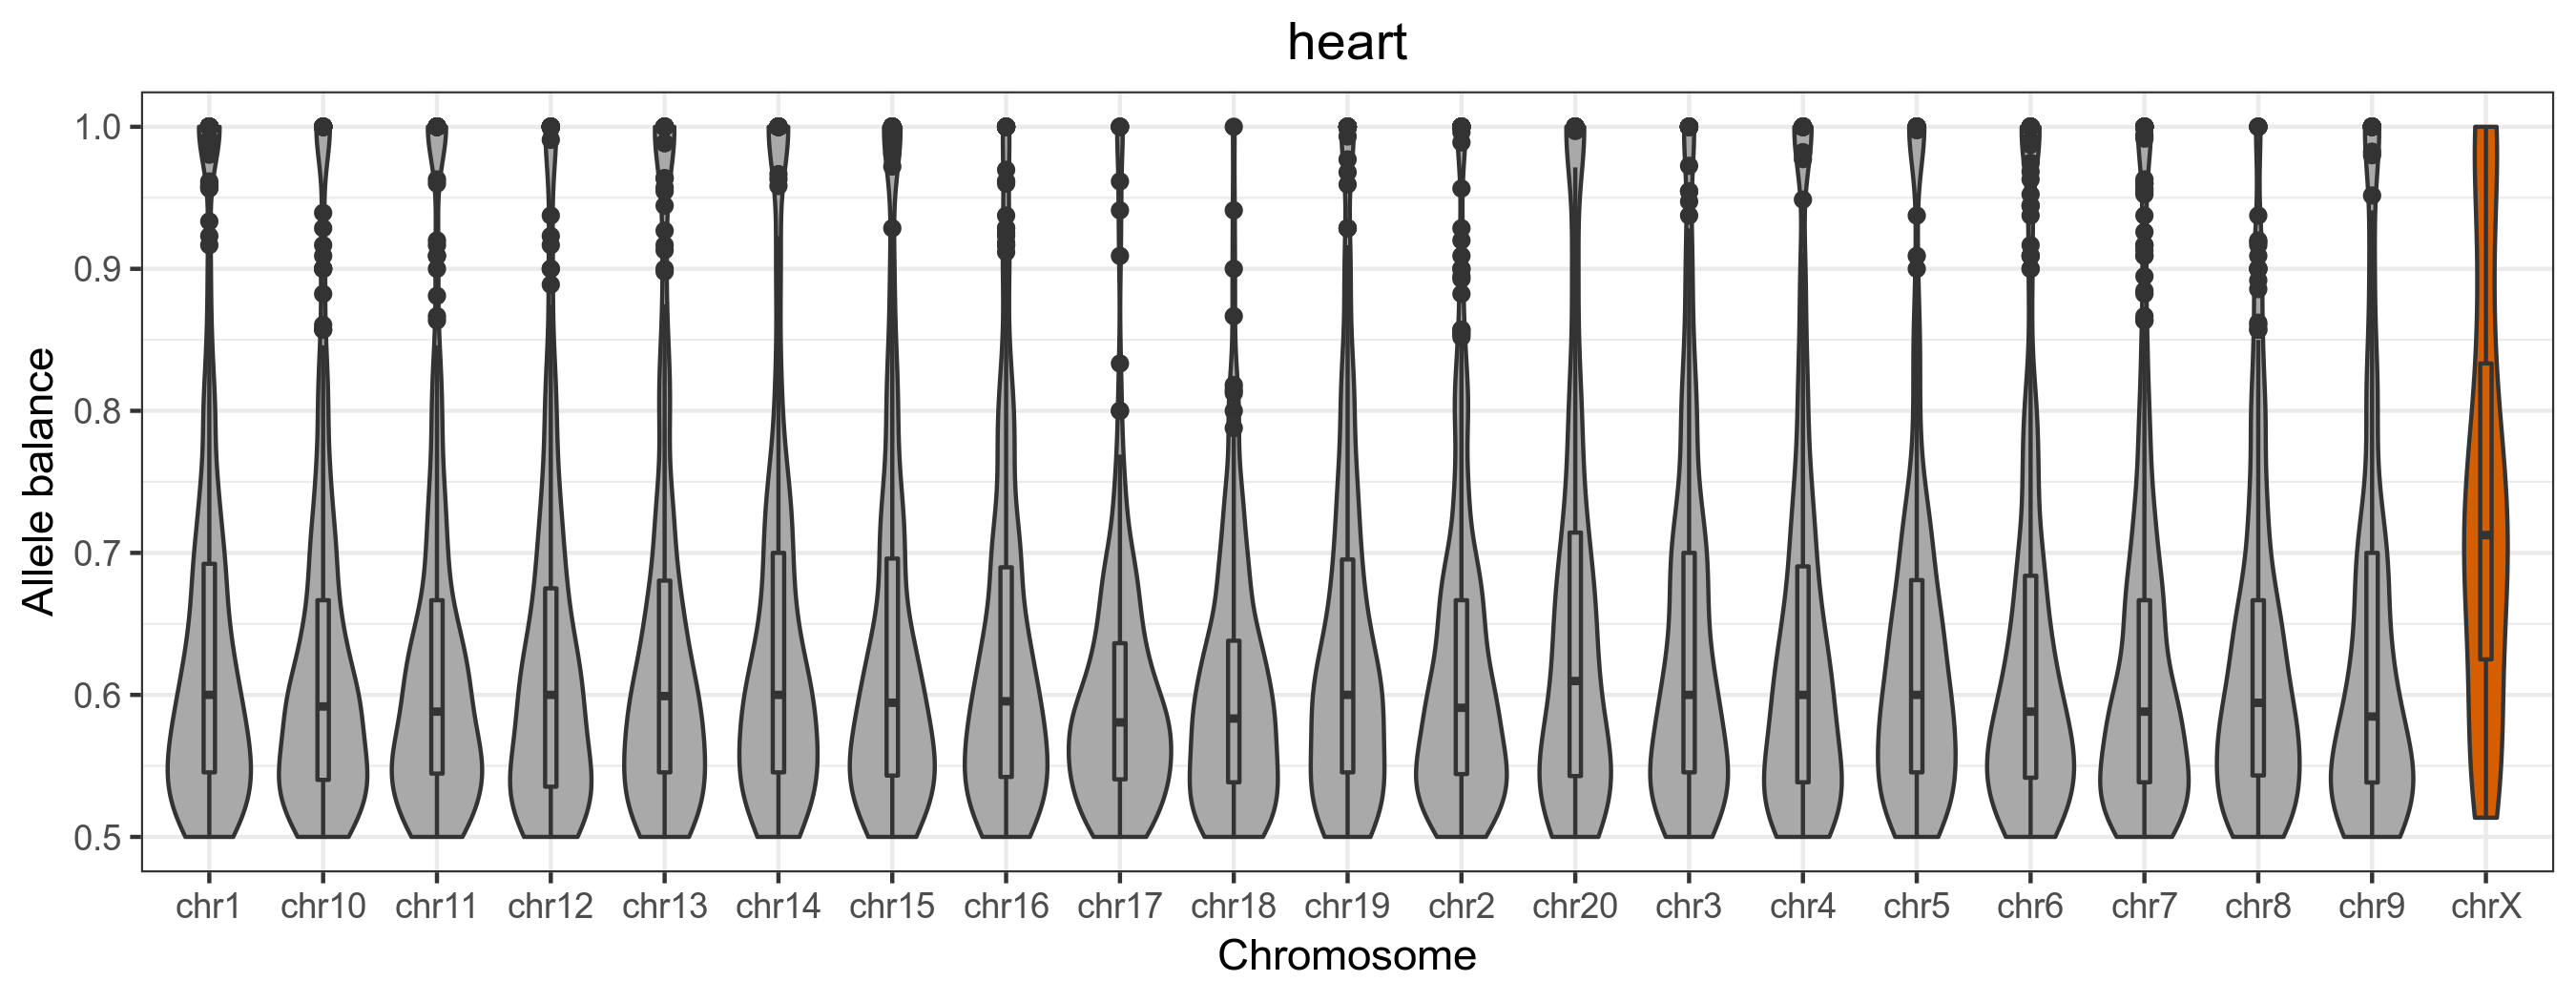 heart
Allele balance
1.0
0.9
0.8
0.7
0.6
0.5
chr1 chr10 chr11 chr12 chr13 chr14 chr15 chr16 chr17 chr18 chr19 chr2 chr20 chr3 chr4 chr5 chr6 chr7 chr8 chr9 chrX
Chromosome